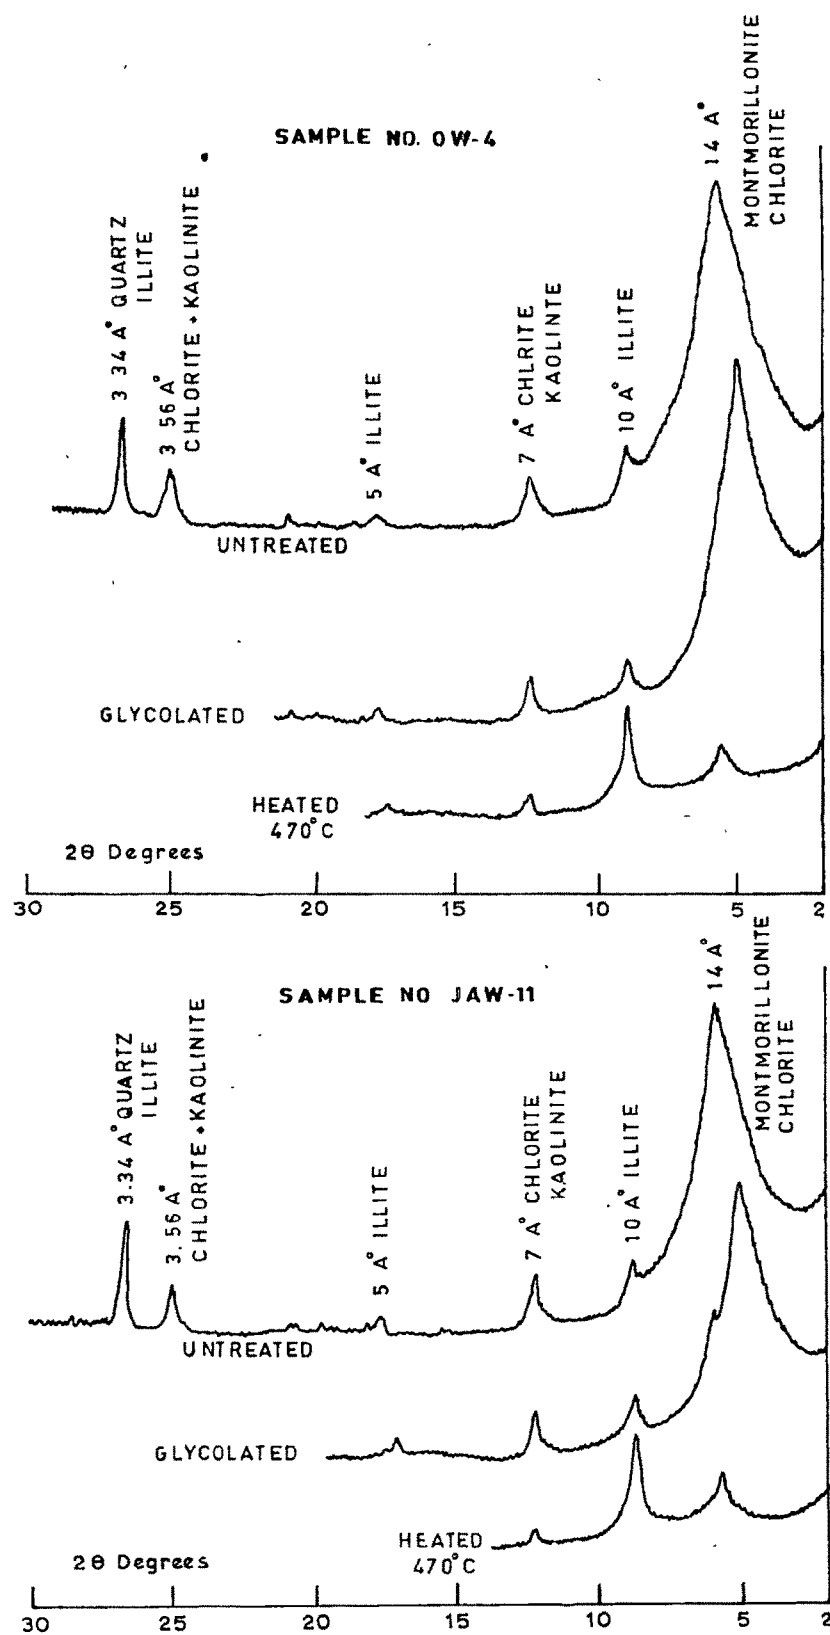 SAMPLE NO. OW-4
3 34 A° QUARTZ
ILLITE
3 56 A°
CHLORITE + KAOLINITE
5 A° ILLITE
7 A° CHLRITE
KAOLINTE
10 A° ILLITE
14 A°
MONTMORILLONITE
CHLORITE
UNTREATED
GLYCOLATED
HEATED
470°C
2θ Degrees
30 25 20 15 10 5 2
SAMPLE NO JAW-11
3.34 A° QUARTZ
ILLITE
3.56 A°
CHLORITE + KAOLINITE
5 A° ILLITE
7 A° CHLORITE
KAOLINITE
10 A° ILLITE
14 A°
MONTMORILLONITE
CHLORITE
UNTREATED
GLYCOLATED
HEATED
470°C
2θ Degrees
30 25 20 15 10 5 2